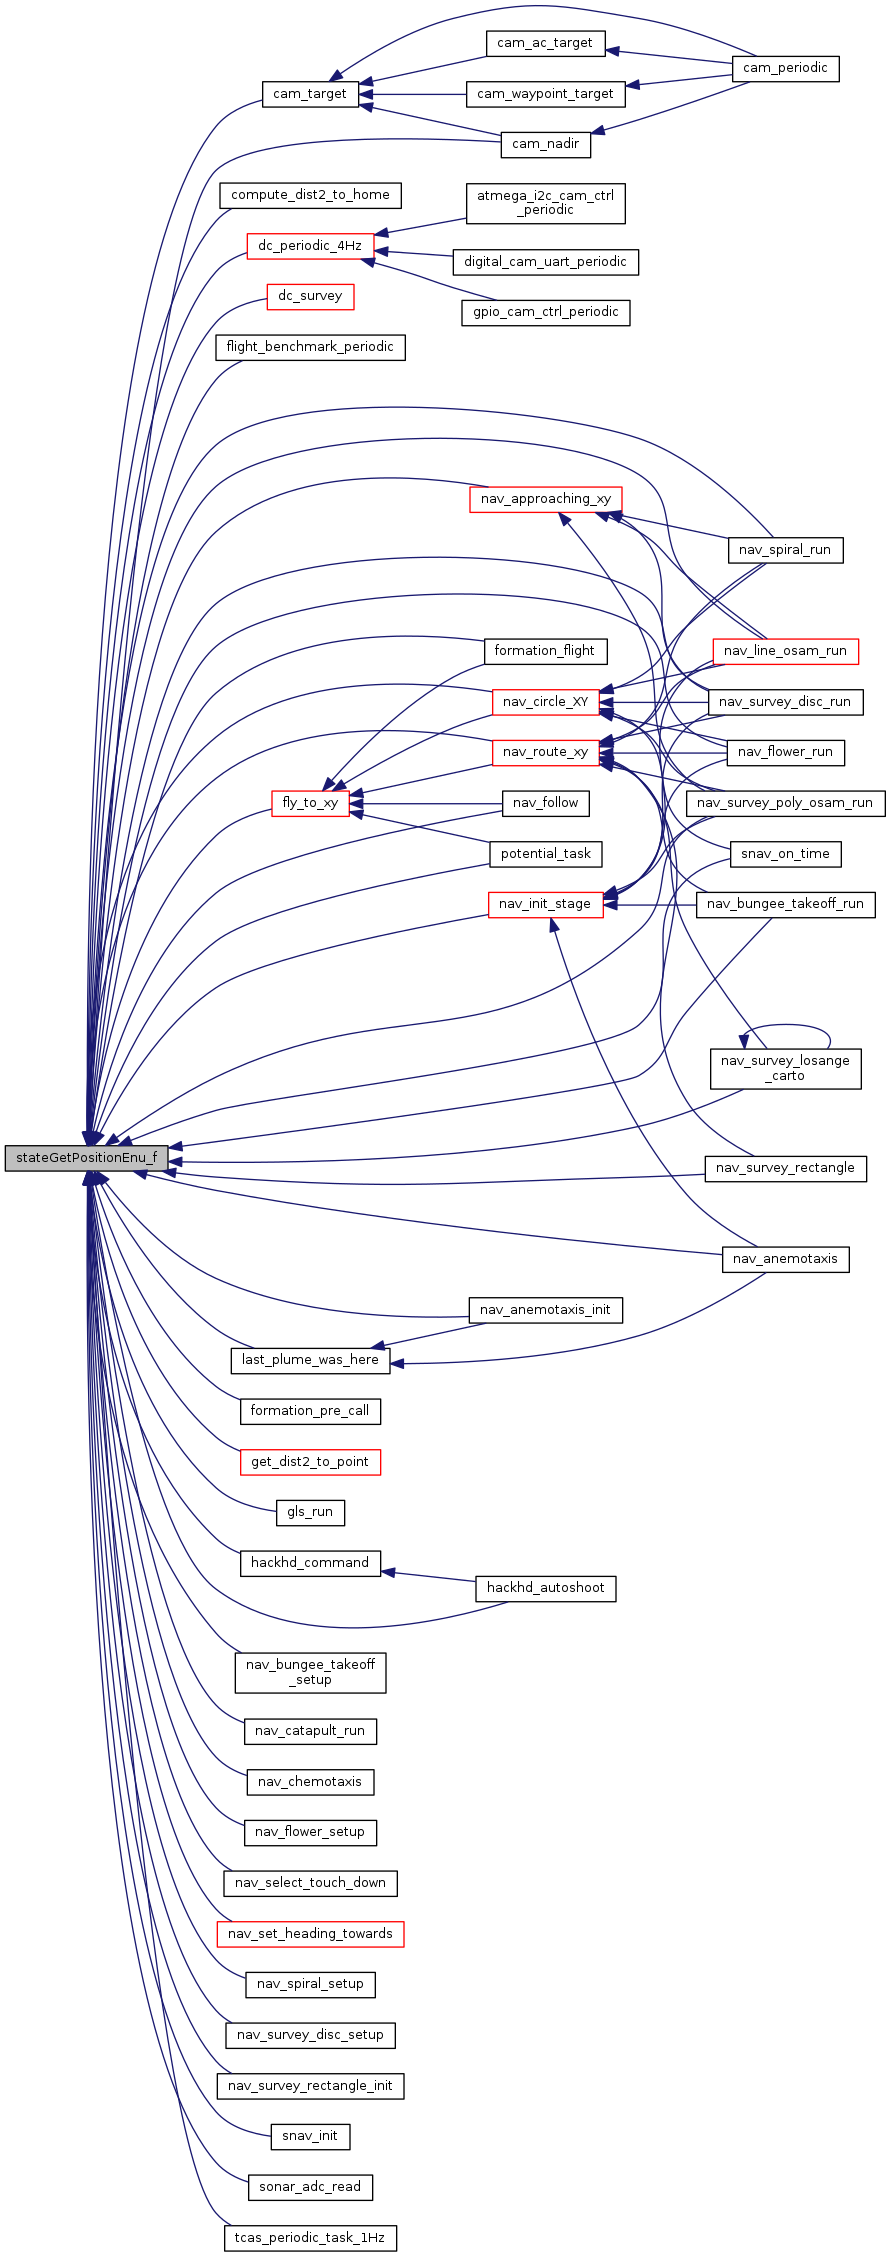 cam_ac_target
cam_periodic
cam_target
cam_waypoint_target
cam_nadir
compute_dist2_to_home
atmega_i2c_cam_ctrl
_periodic
dc_periodic_4Hz
digital_cam_uart_periodic
dc_survey
gpio_cam_ctrl_periodic
flight_benchmark_periodic
nav_approaching_xy
nav_spiral_run
formation_flight
nav_line_osam_run
nav_circle_XY
nav_survey_disc_run
nav_route_xy
nav_flower_run
fly_to_xy
nav_follow
nav_survey_poly_osam_run
potential_task
snav_on_time
nav_init_stage
nav_bungee_takeoff_run
nav_survey_losange
_carto
stateGetPositionEnu_f
nav_survey_rectangle
nav_anemotaxis
nav_anemotaxis_init
last_plume_was_here
formation_pre_call
get_dist2_to_point
gls_run
hackhd_command
hackhd_autoshoot
nav_bungee_takeoff
_setup
nav_catapult_run
nav_chemotaxis
nav_flower_setup
nav_select_touch_down
nav_set_heading_towards
nav_spiral_setup
nav_survey_disc_setup
nav_survey_rectangle_init
snav_init
sonar_adc_read
tcas_periodic_task_1Hz